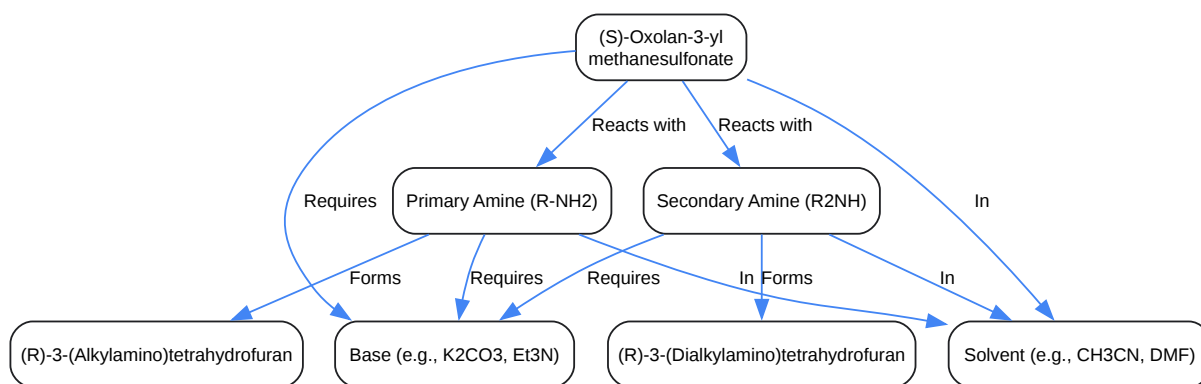 (S)-Oxolan-3-yl
methanesulfonate
Reacts with
Reacts with
Requires
Primary Amine (R-NH2)
Secondary Amine (R2NH)
In
Forms
Requires
Requires
In
Forms
In
(R)-3-(Alkylamino)tetrahydrofuran
Base (e.g., K2CO3, Et3N)
(R)-3-(Dialkylamino)tetrahydrofuran
Solvent (e.g., CH3CN, DMF)